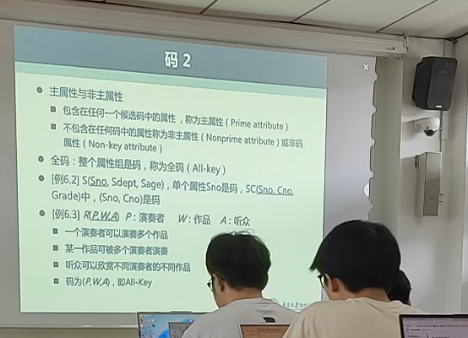 码 2
主属性与非主属性
包含在任何一个候选码中的属性，称为主属性（Prime attribute）
不包含在任何码中的属性称为非主属性（Nonprime attribute）或非码
属性（Non-key attribute）
全码：整个属性组是码，称为全码（All-key）
[例6.2] S(Sno, Sdept, Sage)，单个属性Sno是码，SC(Sno, Cno,
Grade)中，(Sno, Cno)是码
[例6.3] R(P,W,A) P：演奏者 W：作品 A：听众
一个演奏者可以演奏多个作品
某一作品可被多个演奏者演奏
听众可以欣赏不同演奏者的不同作品
码为(P,W,A)，即All-Key